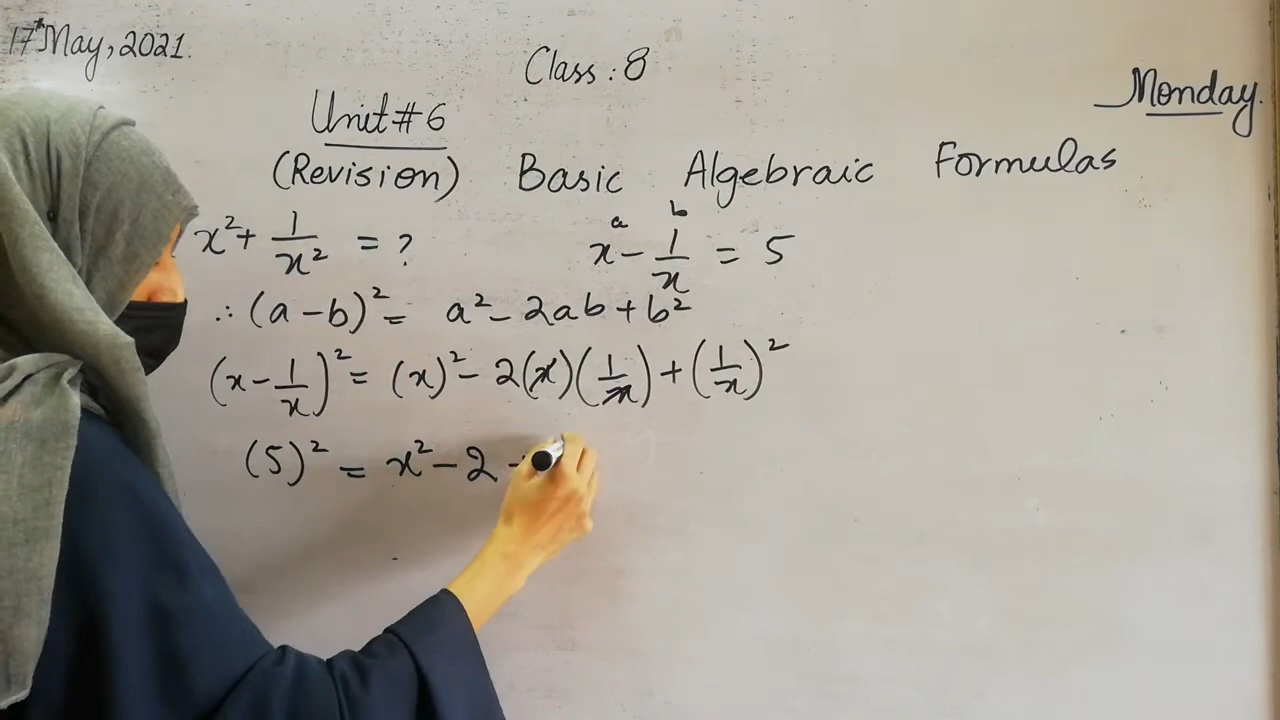 17th May, 2021.
Class : 8
Monday.
Unit # 6
(Revision) Basic Algebraic Formulas
x² + 1/x² = ?
a b
x - 1/x = 5
∴ (a - b)² = a² - 2ab + b²
(x - 1/x)² = (x)² - 2(x)(1/x) + (1/x)²
(5)² = x² - 2 +